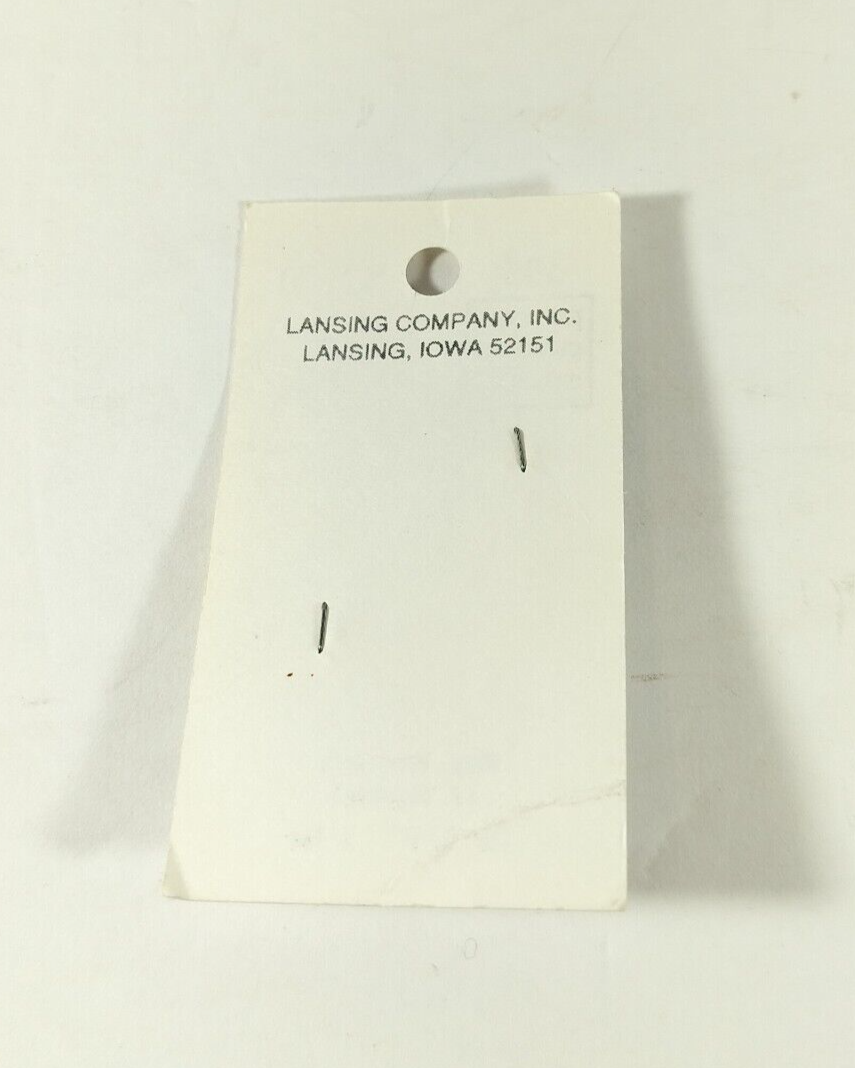 LANSING COMPANY, INC.
LANSING, IOWA 52151